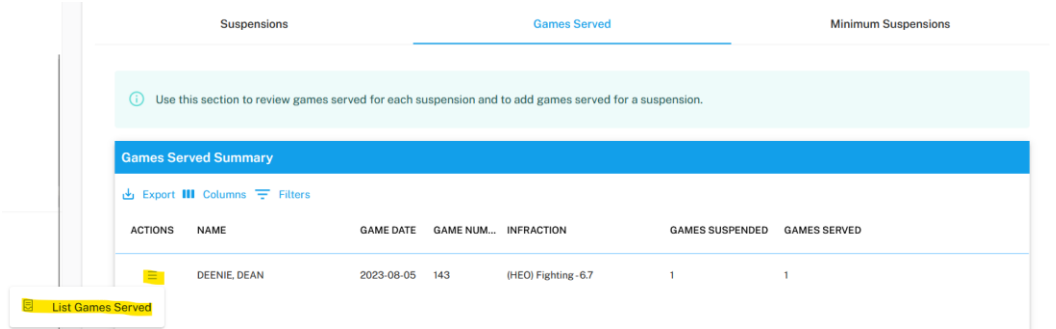 Suspensions Games Served Minimum Suspensions
Use this section to review games served for each suspension and to add games served for a suspension.
Games Served Summary
Export Columns Filters
ACTIONS NAME GAME DATE GAME NUM... INFRACTION GAMES SUSPENDED GAMES SERVED
DEENIE, DEAN 2023-08-05 143 (HEO) Fighting - 6.7 1 1
List Games Served